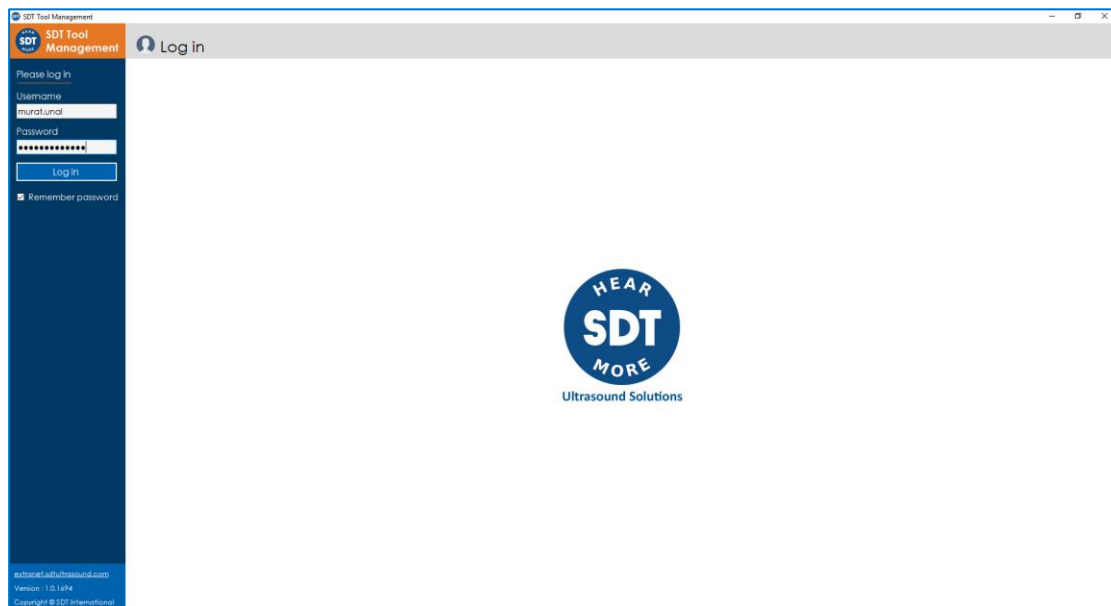 SDT Tool Management
SDT
SDT Tool
Management
Log in
Please log in
Username
murat.unal
Password
•••••••••••••
Log in
Remember password
HEAR
SDT
MORE
Ultrasound Solutions
extranet.sdtultrasound.com
Version : 1.0.1694
Copyright © SDT International